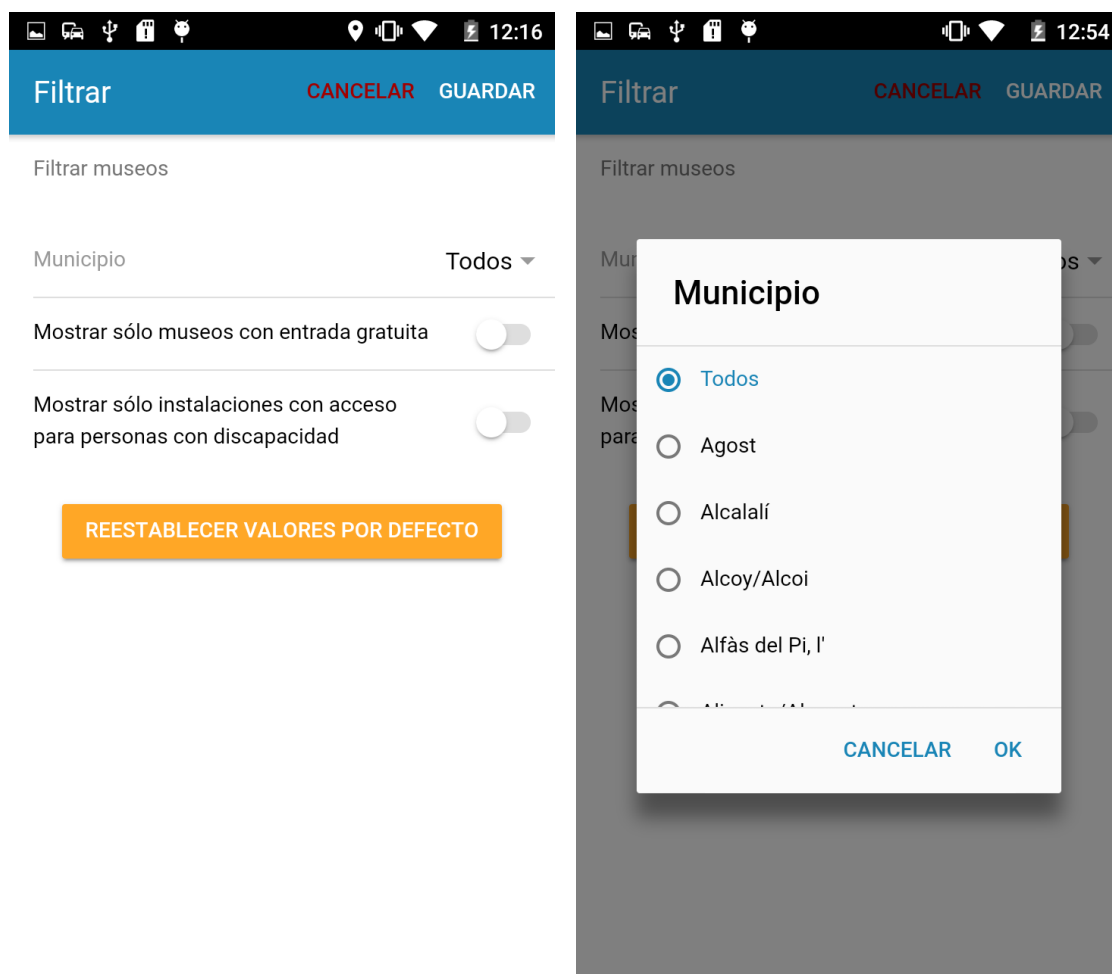 12:16
Filtrar CANCELAR GUARDAR
Filtrar museos
Municipio Todos
Mostrar sólo museos con entrada gratuita
Mostrar sólo instalaciones con acceso
para personas con discapacidad
REESTABLECER VALORES POR DEFECTO
12:54
Filtrar CANCELAR GUARDAR
Filtrar museos
Municipio
Todos
Agost
Alcalalí
Alcoy/Alcoi
Alfàs del Pi, l'
CANCELAR OK